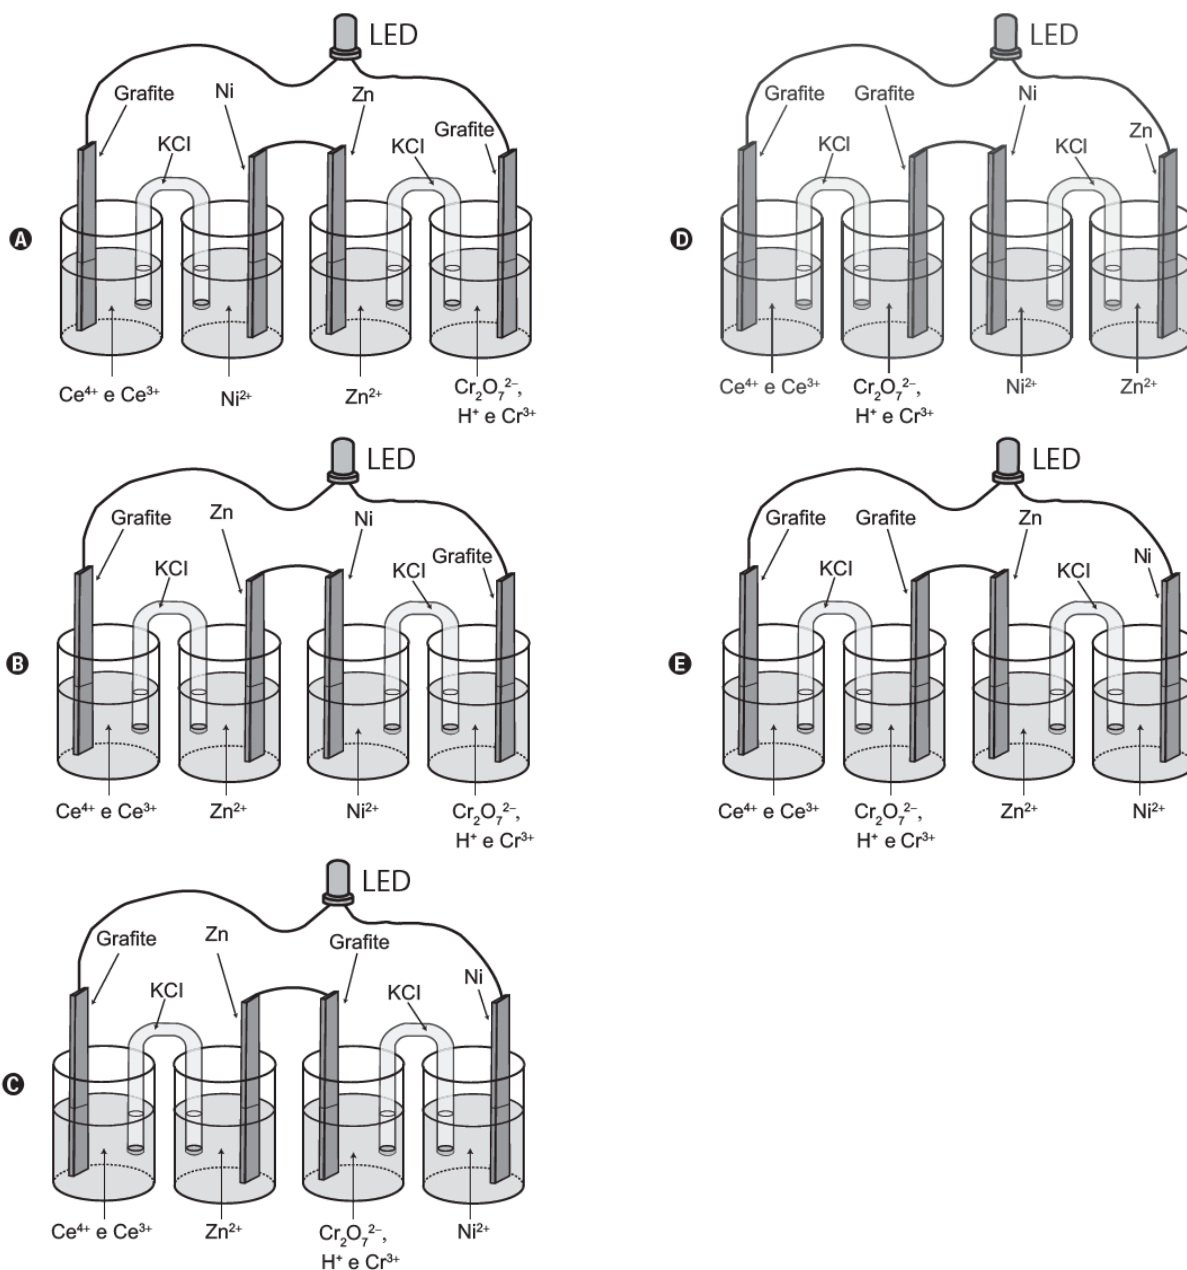 LED
Grafite
Ni
Zn
Grafite
KCl
KCl
A
Ce⁴⁺ e Ce³⁺
Ni²⁺
Zn²⁺
Cr₂O₇²⁻,
H⁺ e Cr³⁺
LED
Grafite
Grafite
Ni
Zn
KCl
KCl
D
Ce⁴⁺ e Ce³⁺
Cr₂O₇²⁻,
H⁺ e Cr³⁺
Ni²⁺
Zn²⁺
LED
Grafite
Zn
Ni
Grafite
KCl
KCl
B
Ce⁴⁺ e Ce³⁺
Zn²⁺
Ni²⁺
Cr₂O₇²⁻,
H⁺ e Cr³⁺
LED
Grafite
Grafite
Zn
Ni
KCl
KCl
E
Ce⁴⁺ e Ce³⁺
Cr₂O₇²⁻,
H⁺ e Cr³⁺
Zn²⁺
Ni²⁺
LED
Grafite
Zn
Grafite
Ni
KCl
KCl
C
Ce⁴⁺ e Ce³⁺
Zn²⁺
Cr₂O₇²⁻,
H⁺ e Cr³⁺
Ni²⁺